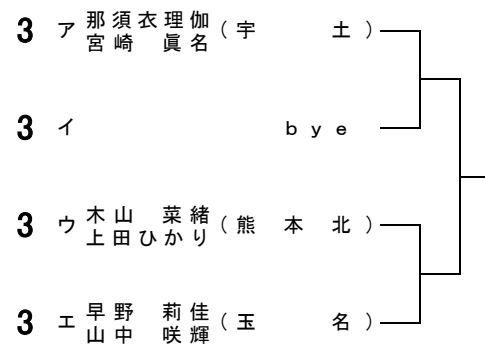 3 ア 那須衣理伽 (宇 土)
宮崎 眞名
3 イ bye
3 ウ 木山 菜緒 (熊本北)
上田ひかり
3 エ 早野 莉佳 (玉 名)
山中 咲輝